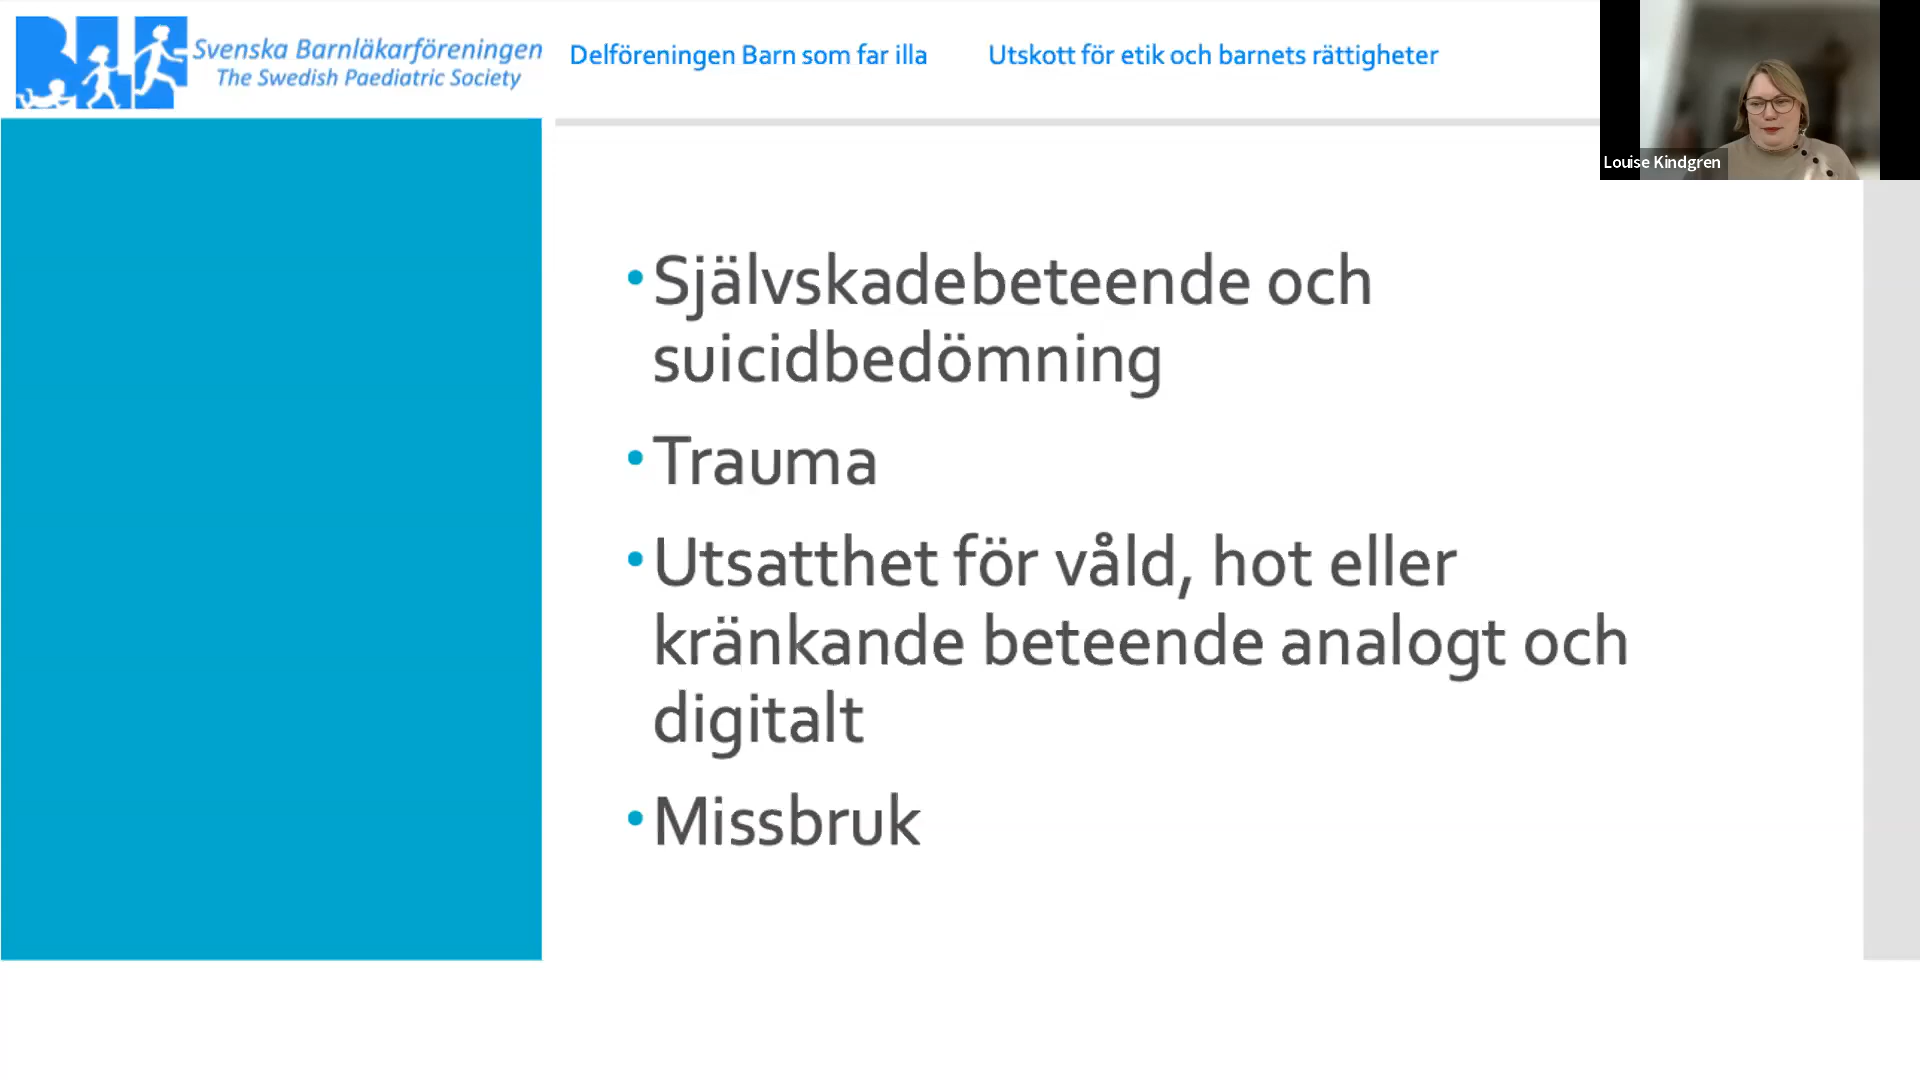 Svenska Barnläkarföreningen
The Swedish Paediatric Society
Delföreningen Barn som far illa
Utskott för etik och barnets rättigheter
Louise Kindgren
• Självskadebeteende och
suicidbedömning
• Trauma
• Utsatthet för våld, hot eller
kränkande beteende analogt och
digitalt
• Missbruk